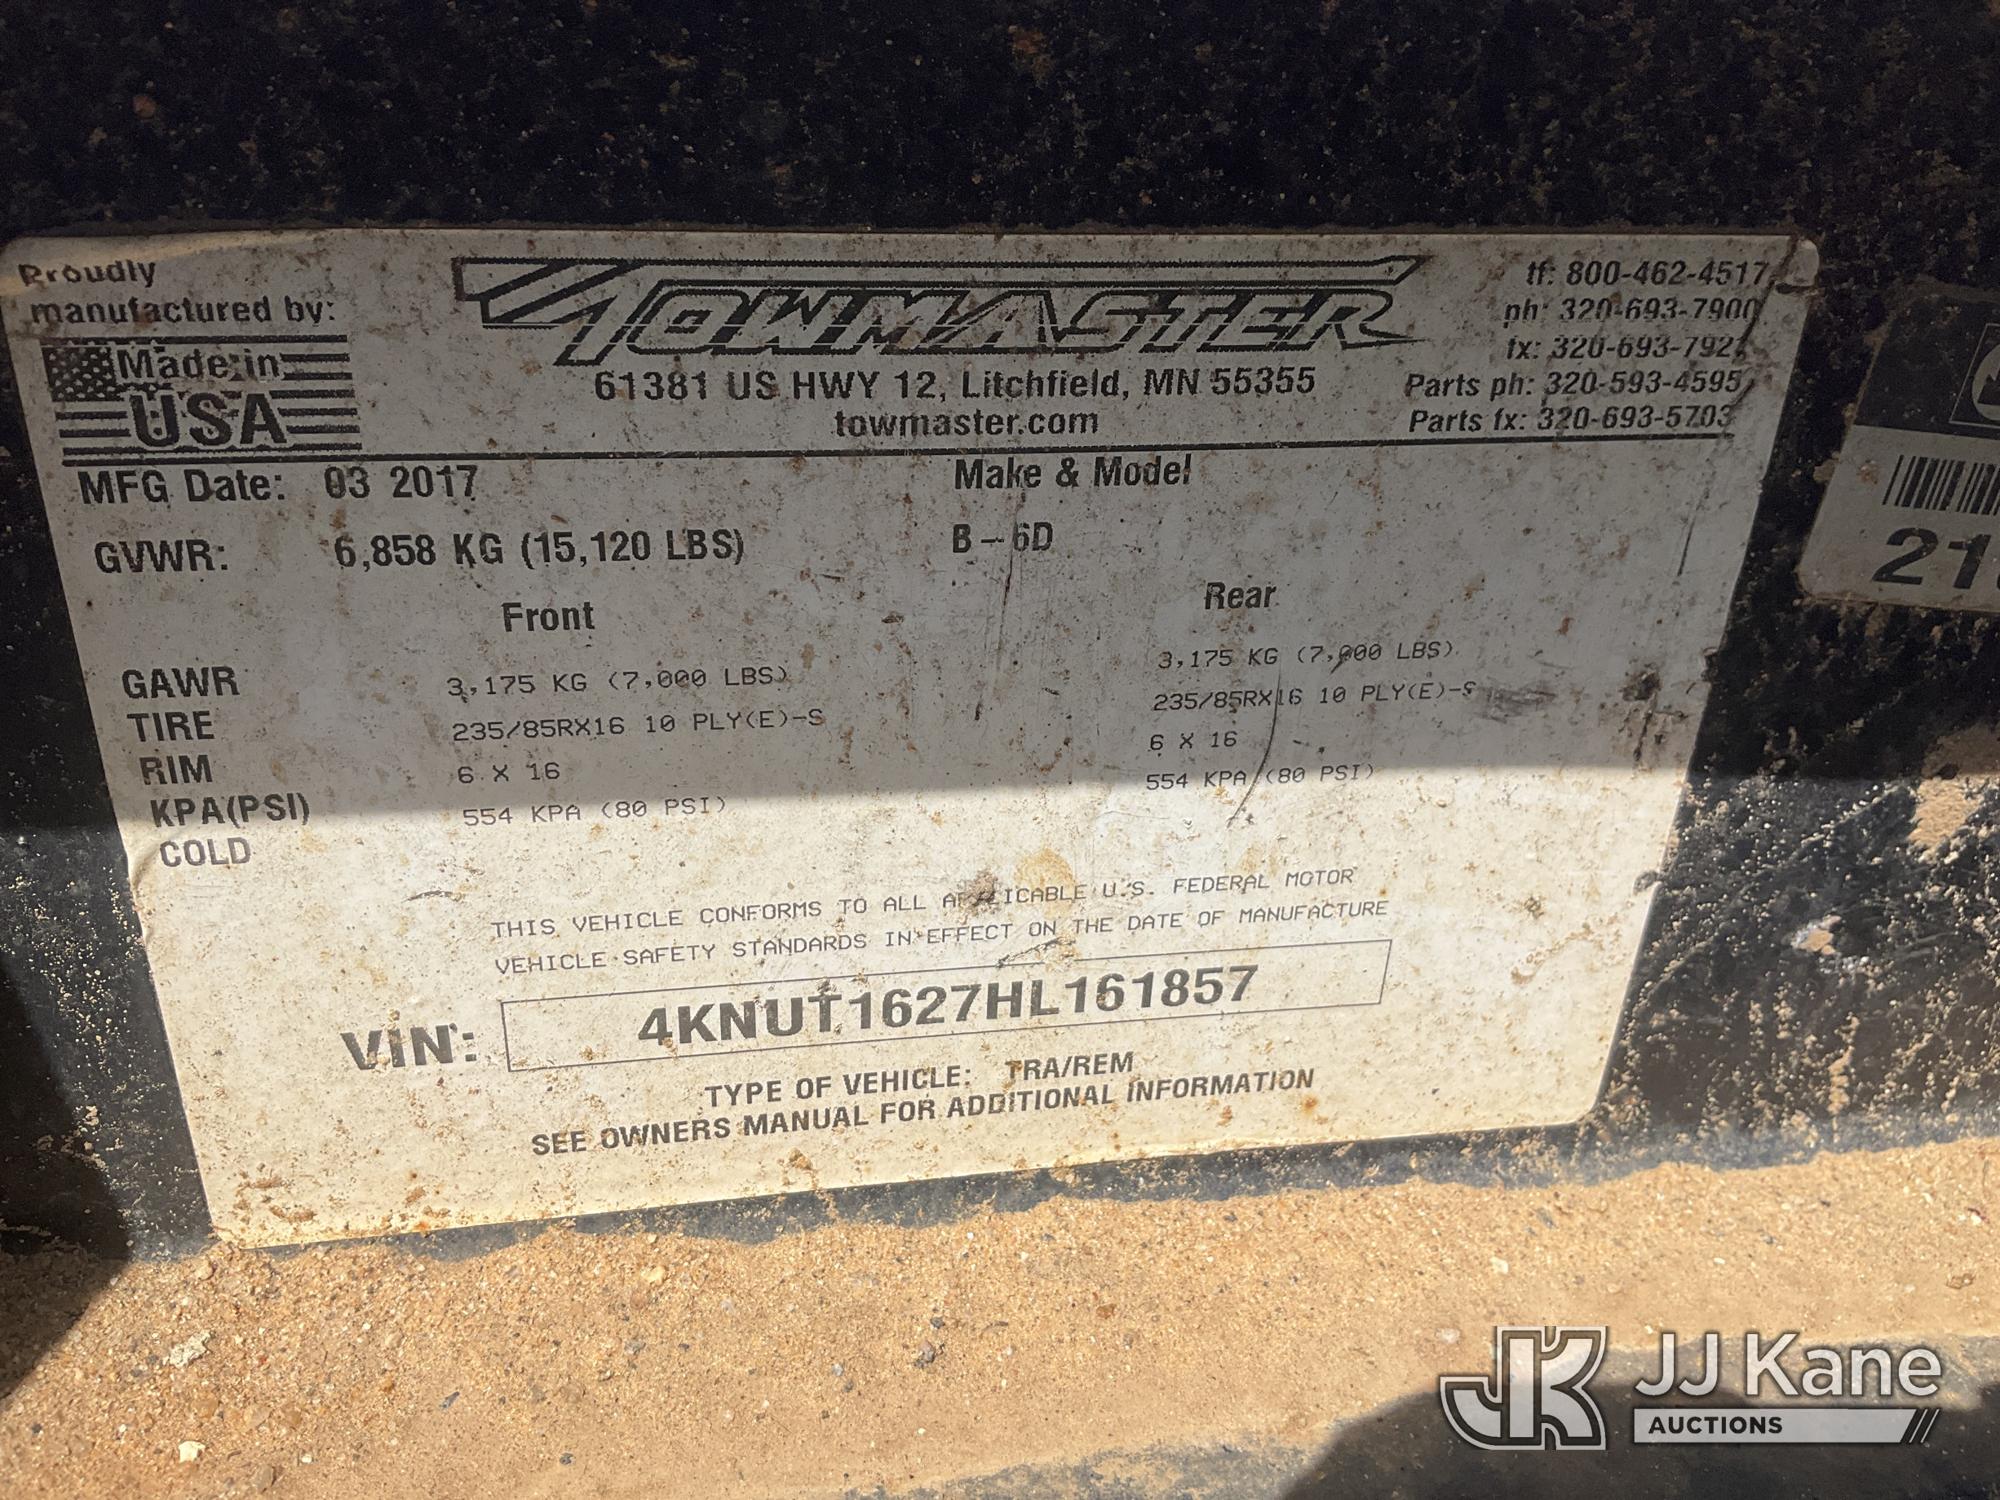 Proudly
manufactured by:
Made in
USA
TOWMASTER
61381 US HWY 12, Litchfield, MN 55355
towmaster.com
tf: 800-462-4517
ph: 320-693-7900
fx: 320-693-7921
Parts ph: 320-593-4595
Parts fx: 320-693-5703
MFG Date: 03 2017
Make & Model
GVWR: 6,858 KG (15,120 LBS)
B-6D
Front Rear
GAWR 3,175 KG (7,000 LBS) 3,175 KG (7,000 LBS)
TIRE 235/85RX16 10 PLY(E)-S 235/85RX16 10 PLY(E)-S
RIM 6 X 16 6 X 16
KPA(PSI) 554 KPA (80 PSI) 554 KPA (80 PSI)
COLD
THIS VEHICLE CONFORMS TO ALL APPLICABLE U.S. FEDERAL MOTOR
VEHICLE SAFETY STANDARDS IN EFFECT ON THE DATE OF MANUFACTURE
VIN: 4KNUT1627HL161857
TYPE OF VEHICLE: TRA/REM
SEE OWNERS MANUAL FOR ADDITIONAL INFORMATION
JK JJ Kane
AUCTIONS